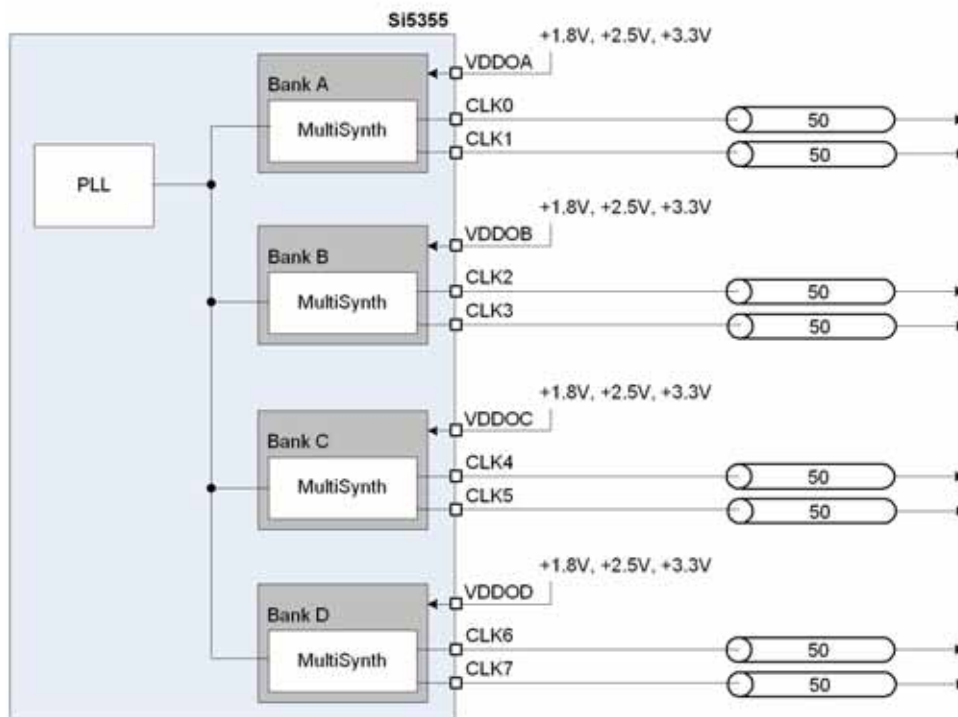 Si5355
+1.8V, +2.5V, +3.3V
VDDOA
Bank A
CLK0
MultiSynth
50
CLK1
50
PLL
+1.8V, +2.5V, +3.3V
VDDOB
Bank B
CLK2
MultiSynth
50
CLK3
50
+1.8V, +2.5V, +3.3V
VDDOC
Bank C
CLK4
MultiSynth
50
CLK5
50
+1.8V, +2.5V, +3.3V
VDDOD
Bank D
CLK6
MultiSynth
50
CLK7
50